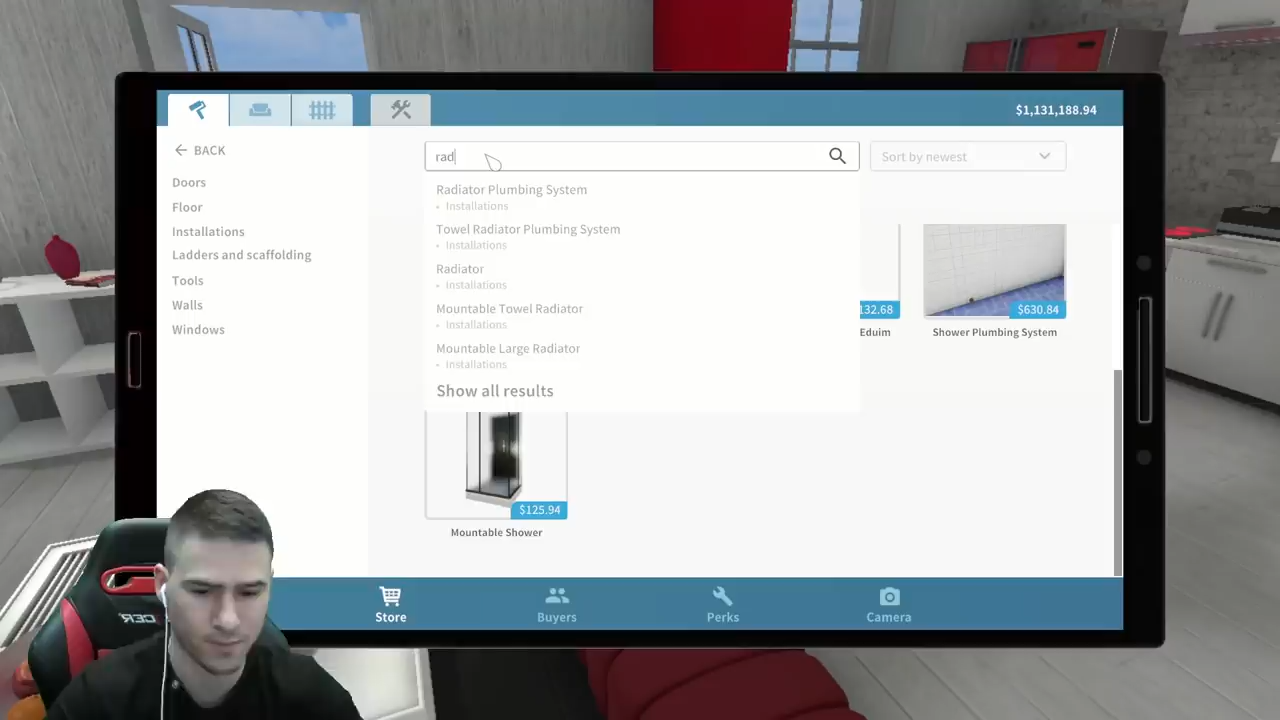 $1,131,188.94
BACK
Doors
Floor
Installations
Ladders and scaffolding
Tools
Walls
Windows
rad
Sort by newest
Radiator Plumbing System
• Installations
Towel Radiator Plumbing System
• Installations
Radiator
• Installations
Mountable Towel Radiator
• Installations
Mountable Large Radiator
• Installations
Show all results
132.68
Eduim
$630.84
Shower Plumbing System
$125.94
Mountable Shower
Store
Buyers
Perks
Camera